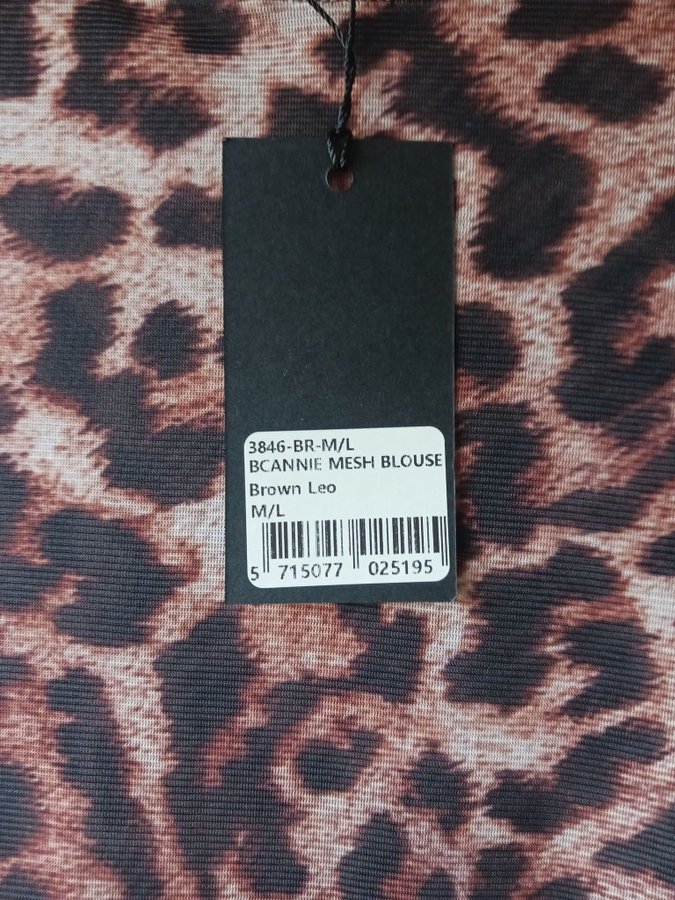 3846-BR-M/L
BCANNIE MESH BLOUSE
Brown Leo
M/L
5 715077 025195